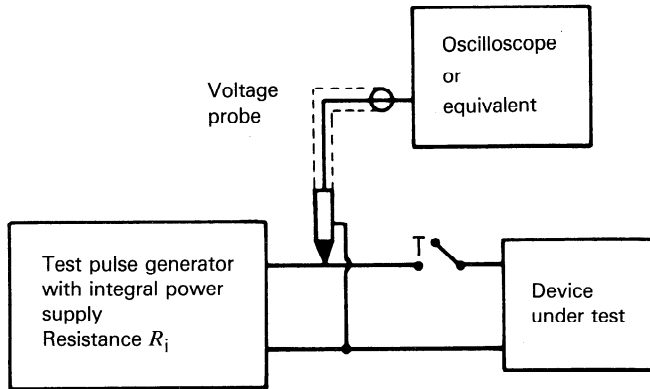 Oscilloscope
or
equivalent
Voltage
probe
T
Test pulse generator
with integral power
supply
Resistance Ri
Device
under test